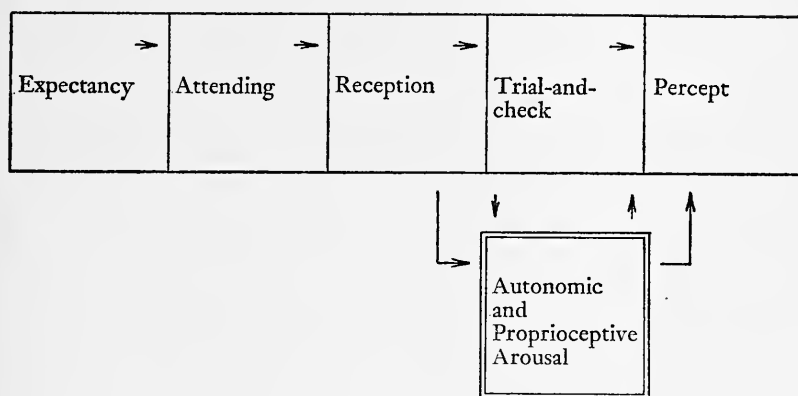 Expectancy
Attending
Reception
Trial-and-
check
Percept
Autonomic
and
Proprioceptive
Arousal